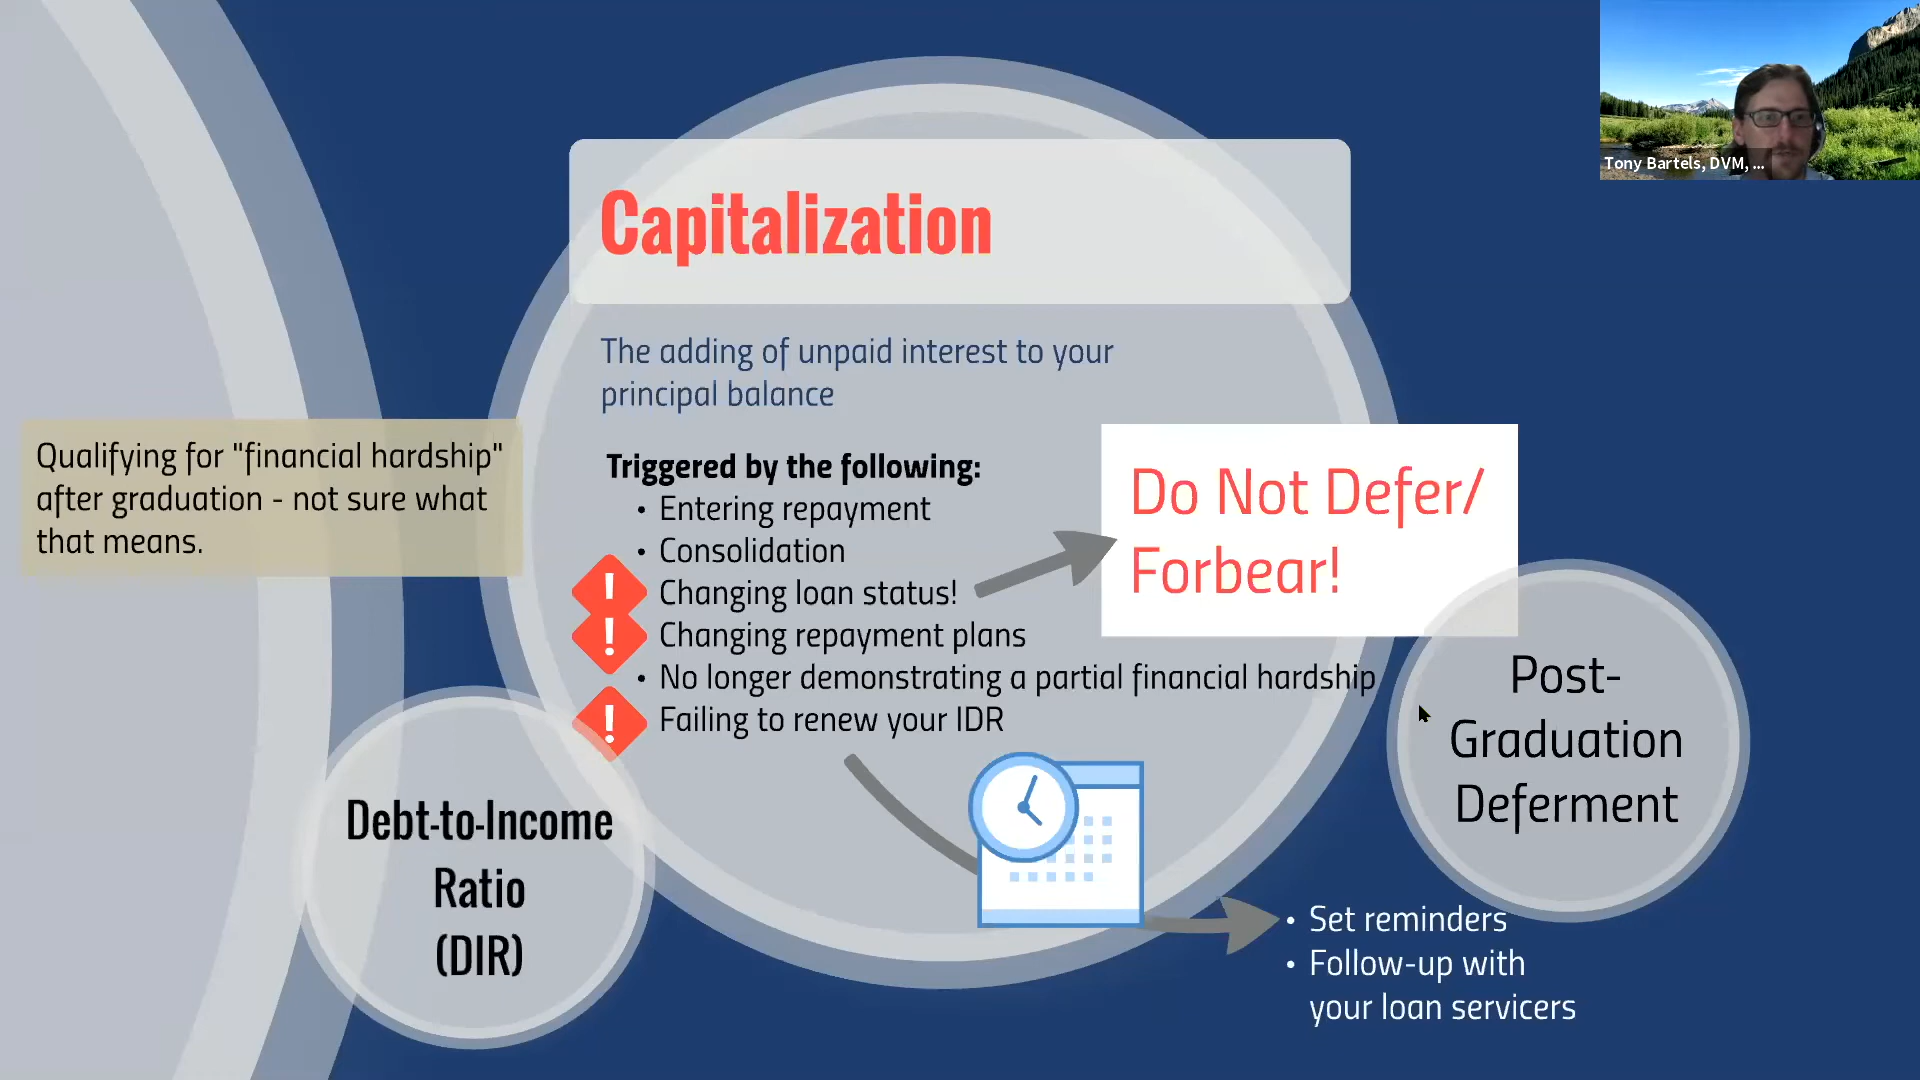 Tony Bartels, DVM, ...
Capitalization
The adding of unpaid interest to your
principal balance
Qualifying for "financial hardship"
after graduation - not sure what
that means.
Triggered by the following:
• Entering repayment
• Consolidation
! Changing loan status!
! Changing repayment plans
• No longer demonstrating a partial financial hardship
! Failing to renew your IDR
Do Not Defer/
Forbear!
Post-
Graduation
Deferment
Debt-to-Income
Ratio
(DIR)
• Set reminders
• Follow-up with
your loan servicers